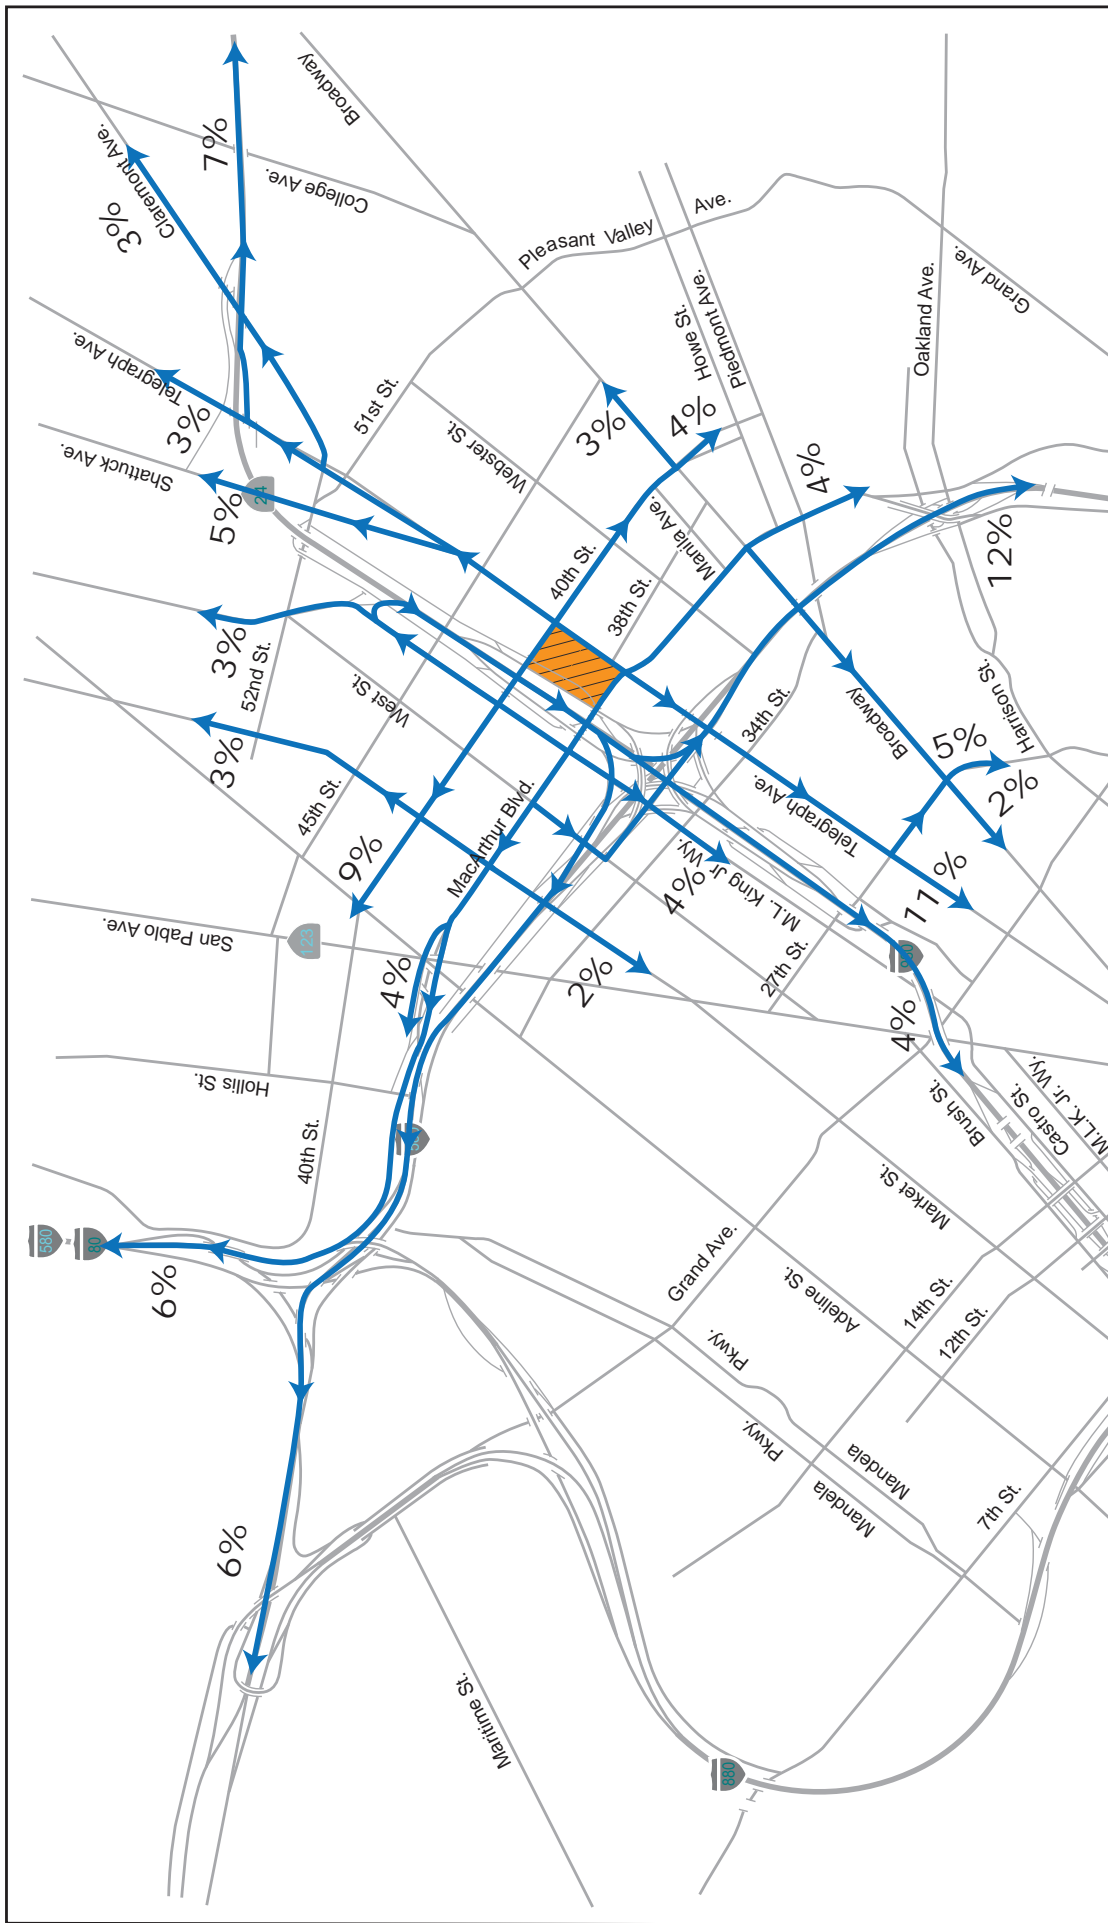 Broadway
7%
Claremont Ave.
3%
College Ave.
Telegraph Ave.
3%
Shattuck Ave.
5%
24
51st St.
Pleasant Valley Ave.
Webster St.
Howe St.
Piedmont Ave.
Oakland Ave.
Grand Ave.
3%
4%
4%
40th St.
Manila Ave.
38th St.
12%
3%
52nd St.
West St.
3%
45th St.
9%
MacArthur Blvd.
34th St.
Broadway
Harrison St.
5%
2%
Telegraph Ave.
11%
M.L. King Jr Wy.
4%
27th St.
980
4%
San Pablo Ave.
123
4%
2%
Hollis St.
40th St.
Brush St.
Castro St.
M.L.K. Jr. Wy.
580
80
6%
Market St.
Grand Ave.
Adeline St.
14th St.
12th St.
Pkwy.
Pkwy.
Mandela
Mandela
7th St.
6%
Maritime St.
880